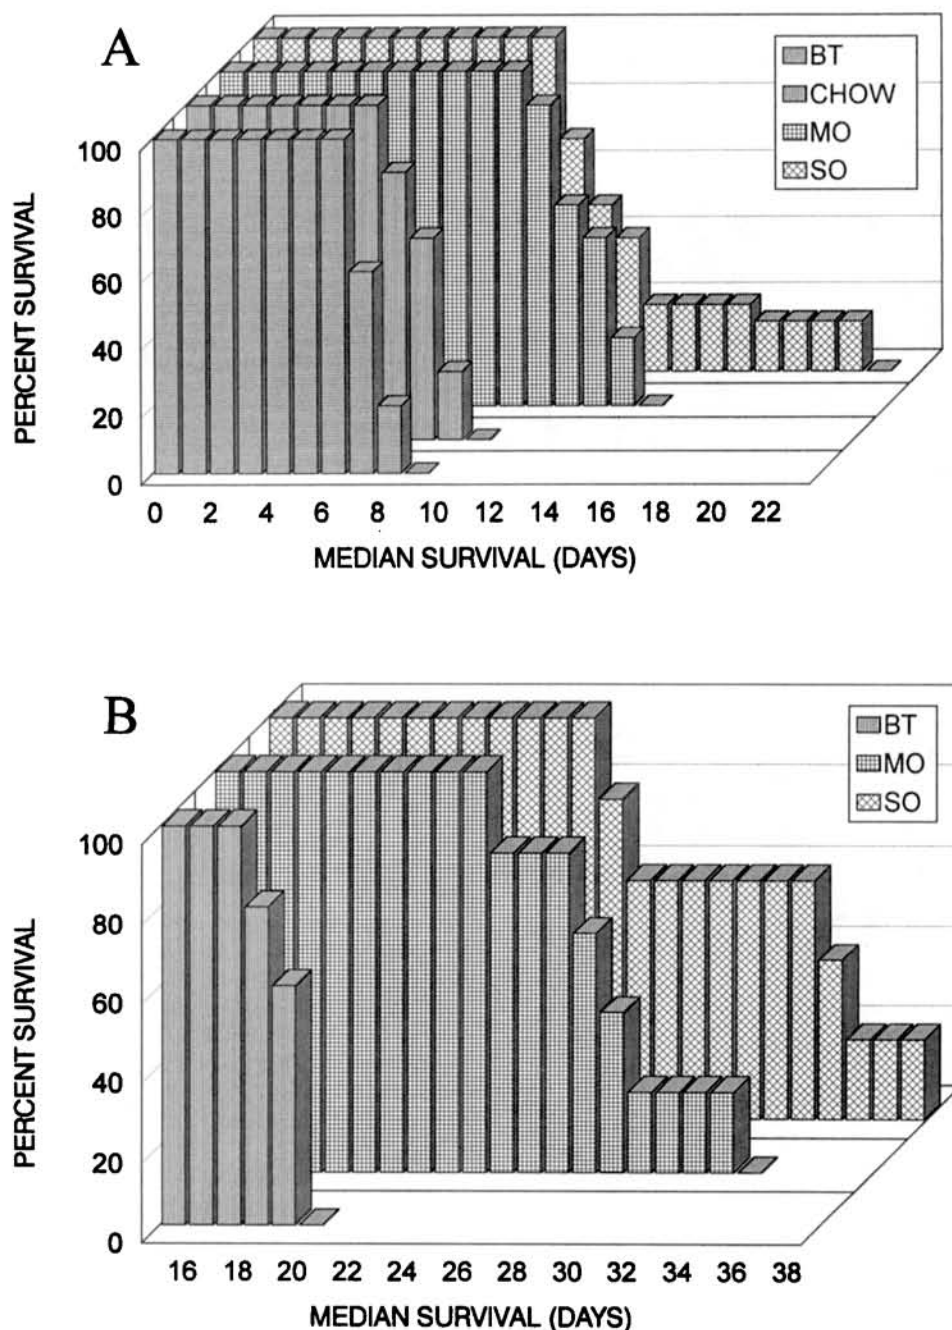 A
BT
CHOW
MO
SO
PERCENT SURVIVAL
100
80
60
40
20
0
0 2 4 6 8 10 12 14 16 18 20 22
MEDIAN SURVIVAL (DAYS)
B
BT
MO
SO
PERCENT SURVIVAL
100
80
60
40
20
0
16 18 20 22 24 26 28 30 32 34 36 38
MEDIAN SURVIVAL (DAYS)